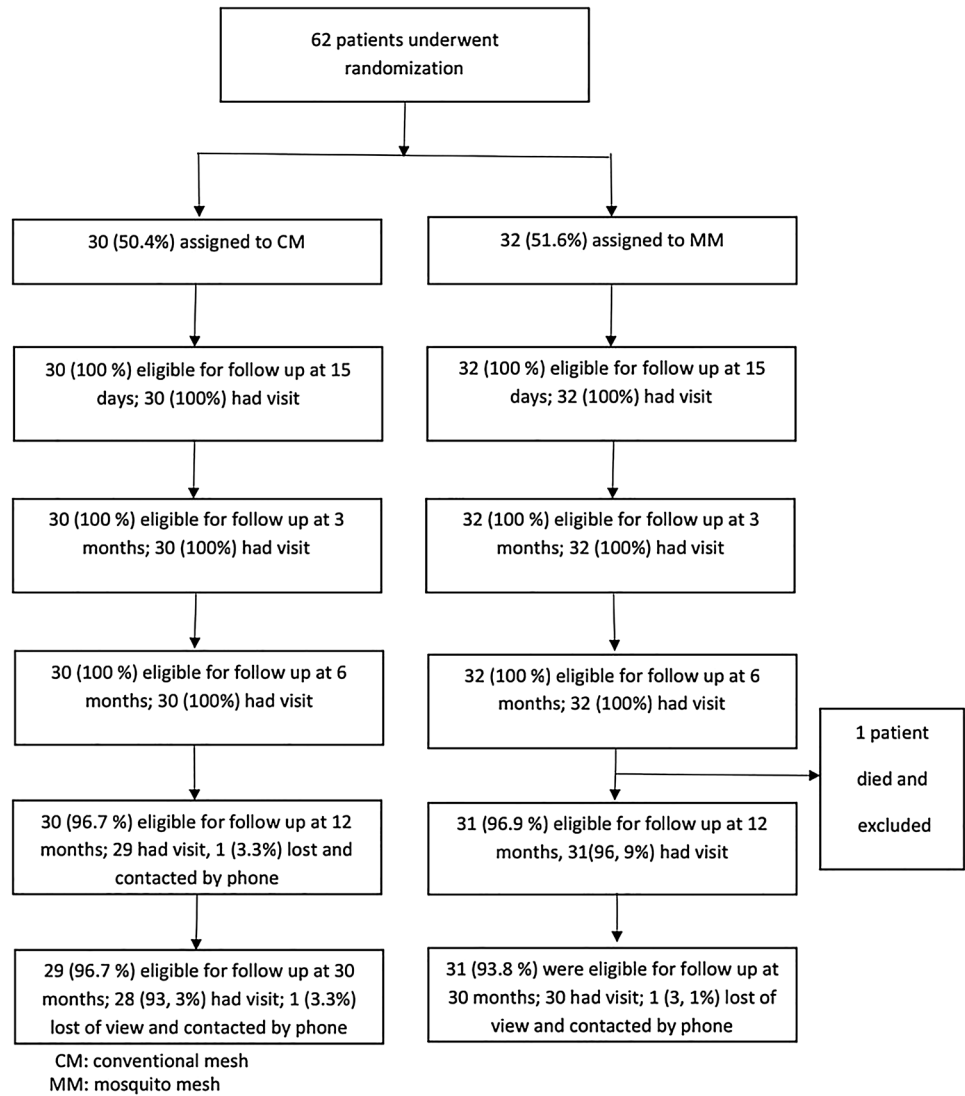 62 patients underwent
randomization
30 (50.4%) assigned to CM
32 (51.6%) assigned to MM
30 (100 %) eligible for follow up at 15
days; 30 (100%) had visit
32 (100 %) eligible for follow up at 15
days; 32 (100%) had visit
30 (100 %) eligible for follow up at 3
months; 30 (100%) had visit
32 (100 %) eligible for follow up at 3
months; 32 (100%) had visit
30 (100 %) eligible for follow up at 6
months; 30 (100%) had visit
32 (100 %) eligible for follow up at 6
months; 32 (100%) had visit
1 patient
died and
excluded
30 (96.7 %) eligible for follow up at 12
months; 29 had visit, 1 (3.3%) lost and
contacted by phone
31 (96.9 %) eligible for follow up at 12
months, 31(96, 9%) had visit
29 (96.7 %) eligible for follow up at 30
months; 28 (93, 3%) had visit; 1 (3.3%)
lost of view and contacted by phone
31 (93.8 %) were eligible for follow up at
30 months; 30 had visit; 1 (3, 1%) lost of
view and contacted by phone
CM: conventional mesh
MM: mosquito mesh